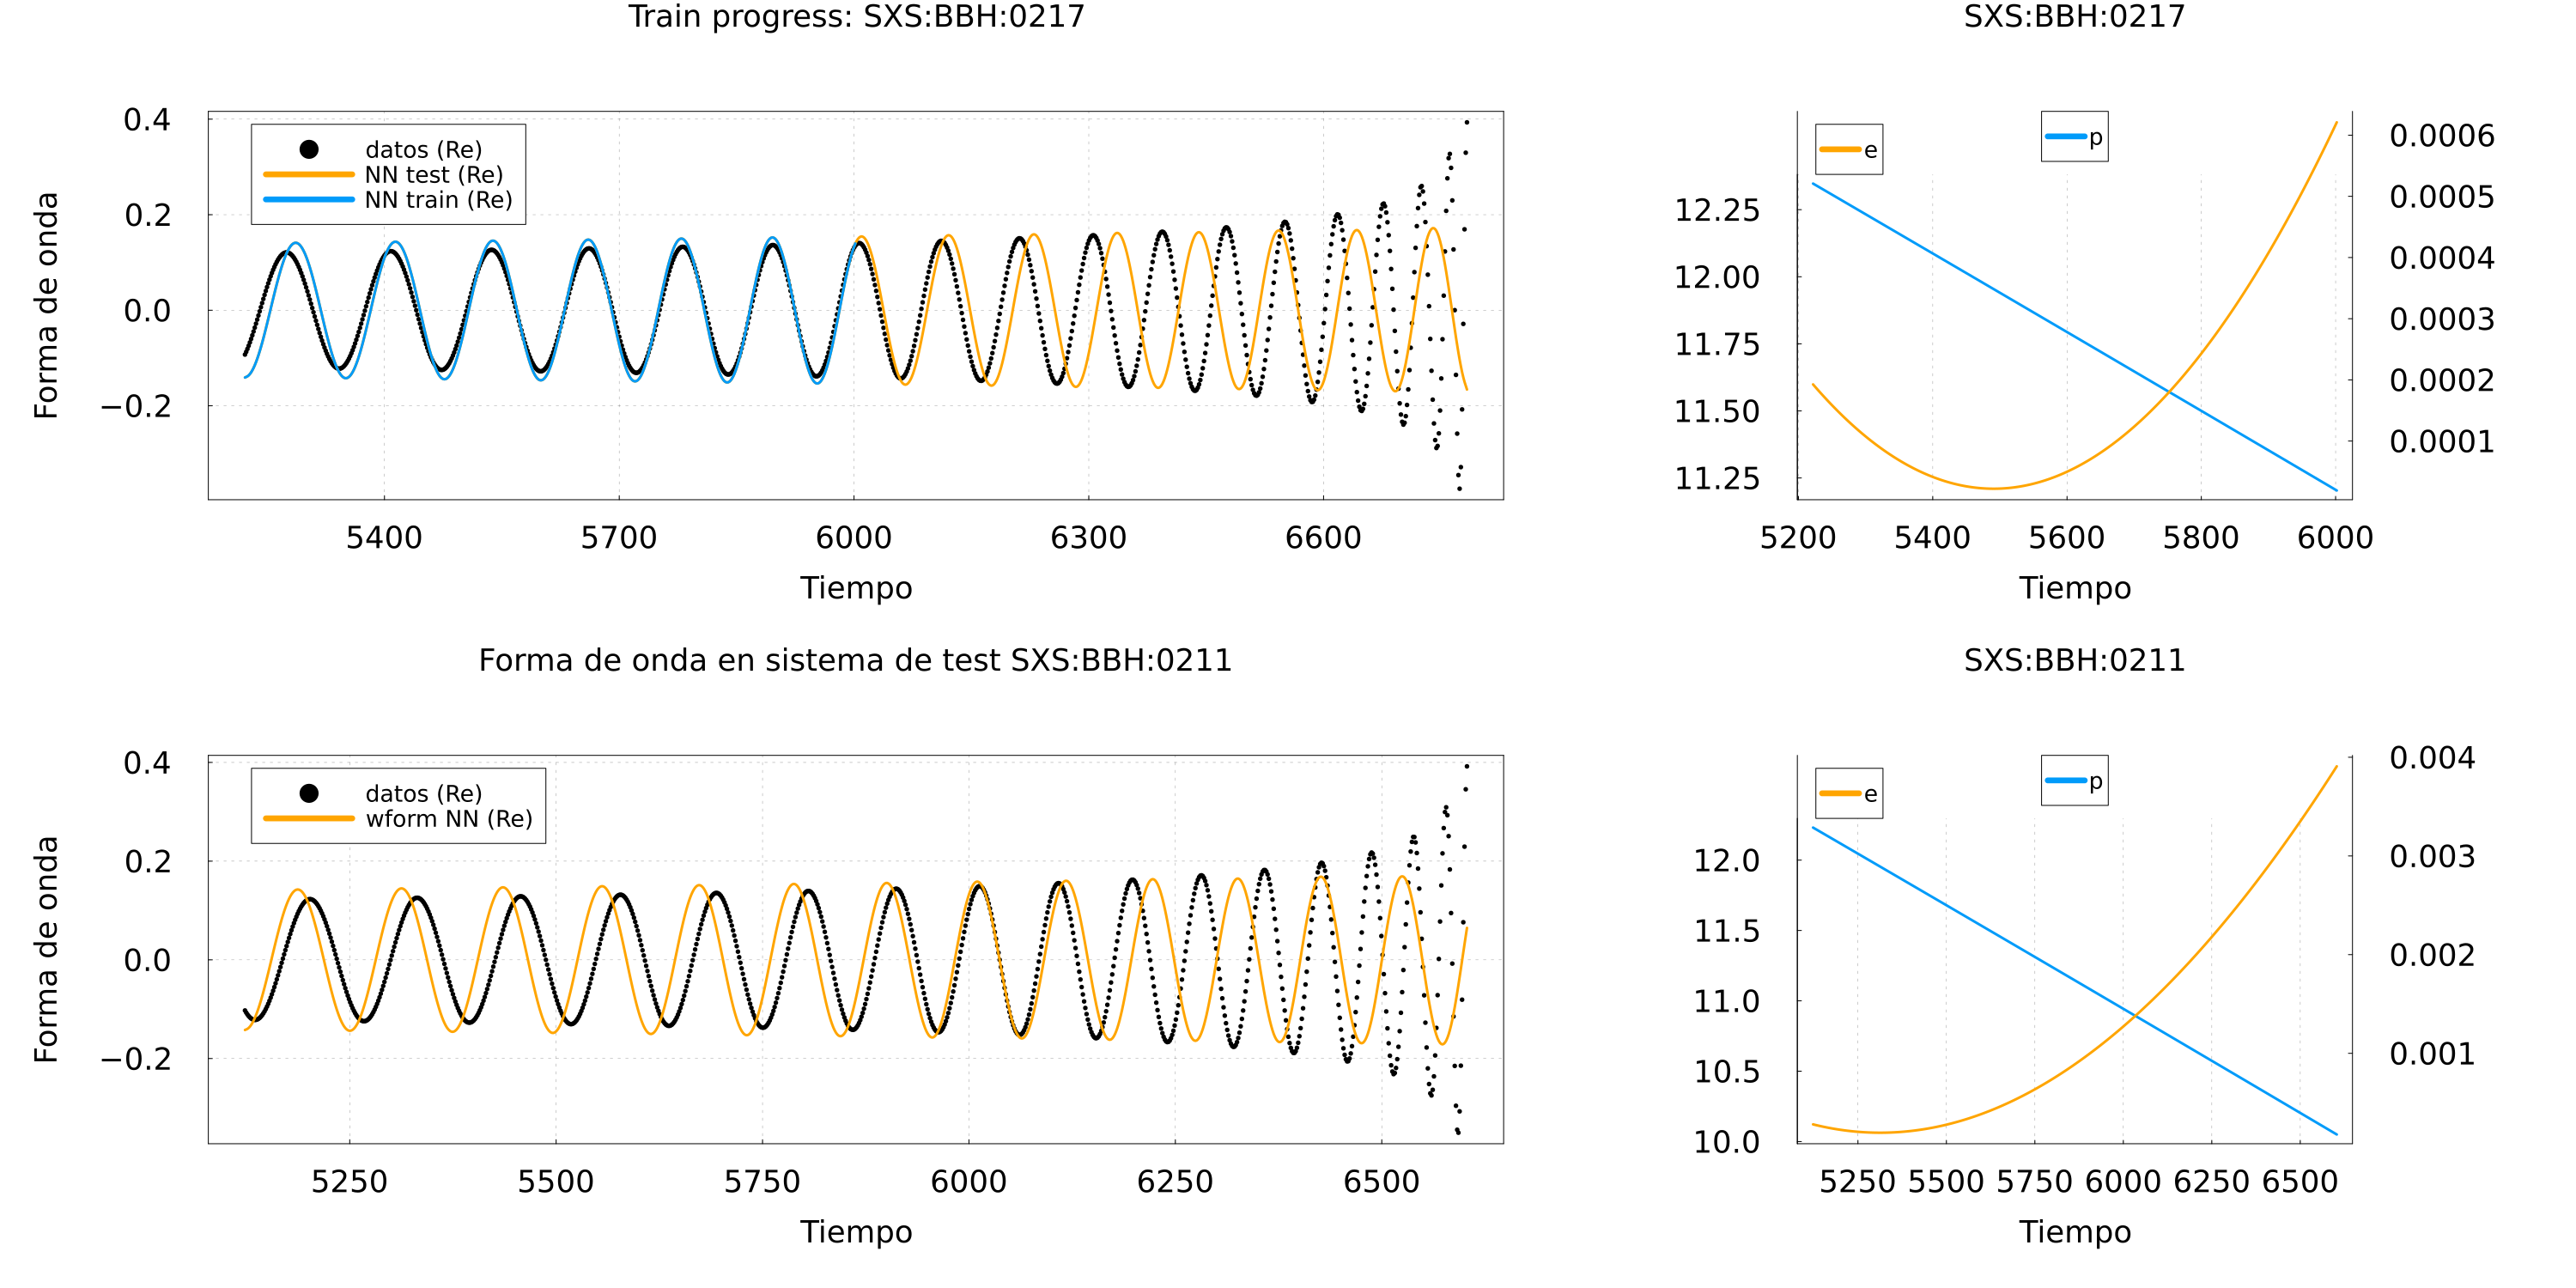 Train progress: SXS:BBH:0217
Forma de onda
0.4
0.2
0.0
−0.2
datos (Re)
NN test (Re)
NN train (Re)
5400 5700 6000 6300 6600
Tiempo
SXS:BBH:0217
e
p
12.25
12.00
11.75
11.50
11.25
0.0006
0.0005
0.0004
0.0003
0.0002
0.0001
5200 5400 5600 5800 6000
Tiempo
Forma de onda en sistema de test SXS:BBH:0211
Forma de onda
0.4
0.2
0.0
−0.2
datos (Re)
wform NN (Re)
5250 5500 5750 6000 6250 6500
Tiempo
SXS:BBH:0211
e
p
12.0
11.5
11.0
10.5
10.0
0.004
0.003
0.002
0.001
5250 5500 5750 6000 6250 6500
Tiempo